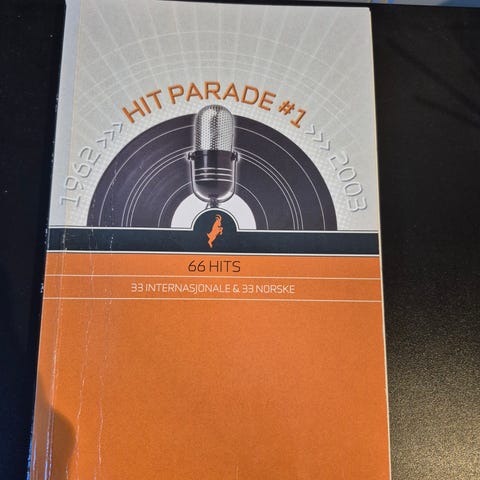 1962 >>> HIT PARADE #1 >>> 2003
66 HITS
33 INTERNASJONALE & 33 NORSKE